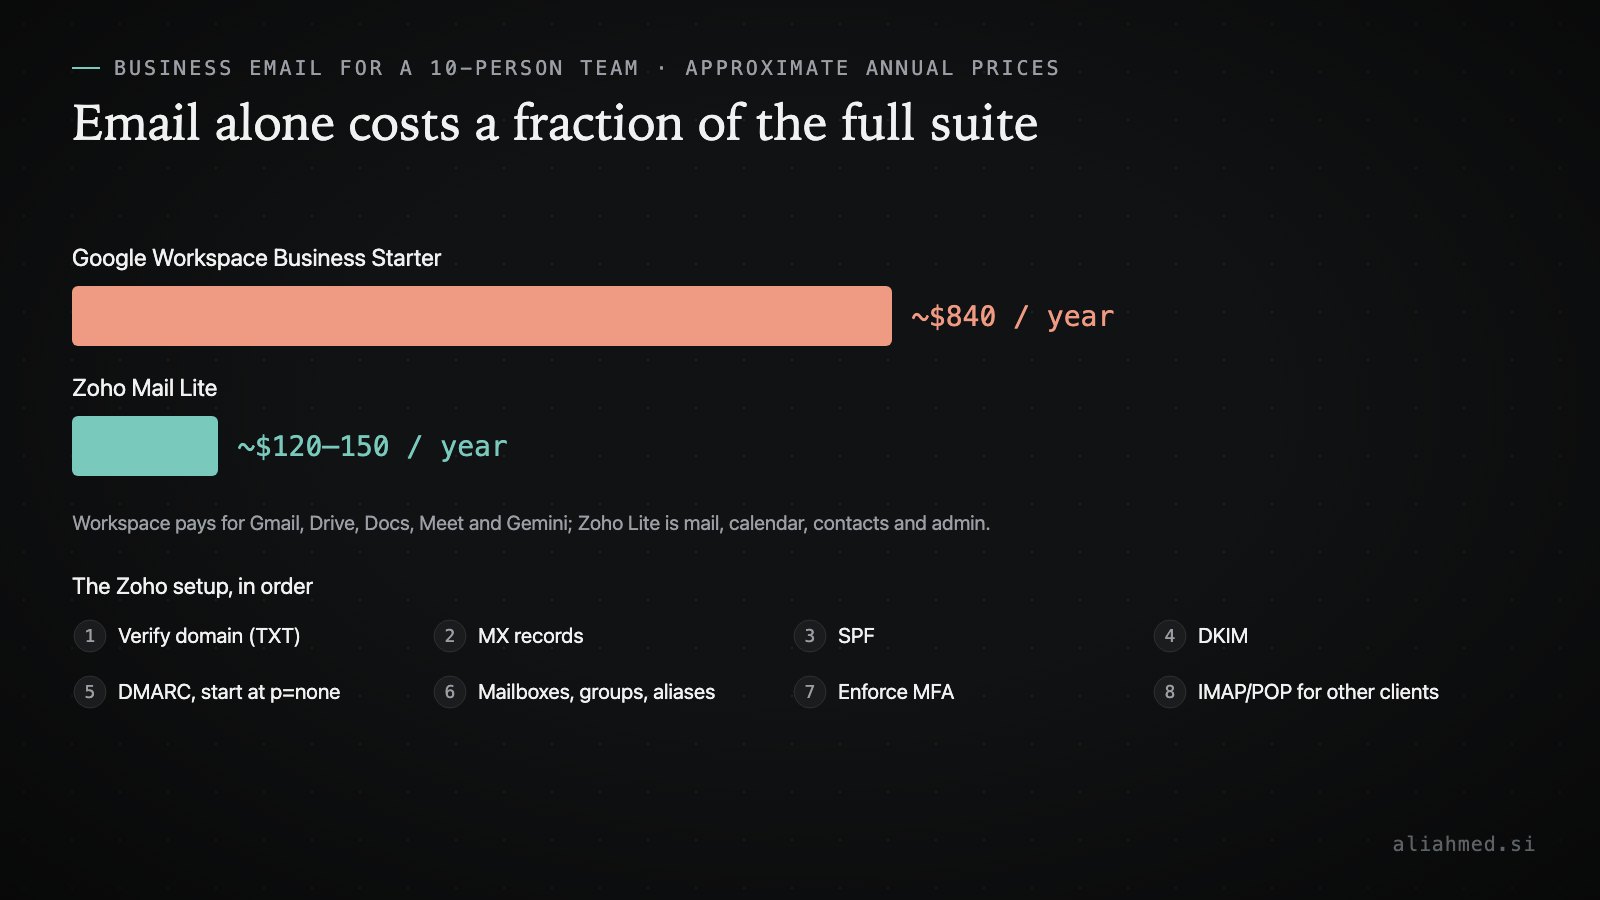 BUSINESS EMAIL FOR A 10-PERSON TEAM · APPROXIMATE ANNUAL PRICES
Email alone costs a fraction of the full suite
Google Workspace Business Starter
~$840 / year
Zoho Mail Lite
~$120–150 / year
Workspace pays for Gmail, Drive, Docs, Meet and Gemini; Zoho Lite is mail, calendar, contacts and admin.
The Zoho setup, in order
1 Verify domain (TXT)
2 MX records
3 SPF
4 DKIM
5 DMARC, start at p=none
6 Mailboxes, groups, aliases
7 Enforce MFA
8 IMAP/POP for other clients
aliahmed.si